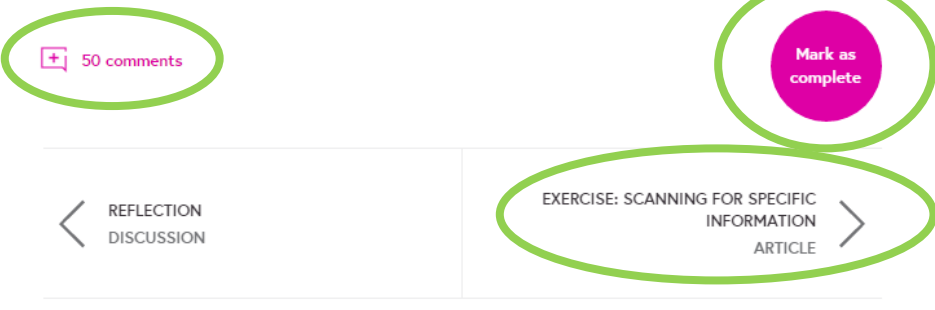 50 comments
Mark as
complete
REFLECTION
DISCUSSION
EXERCISE: SCANNING FOR SPECIFIC
INFORMATION
ARTICLE